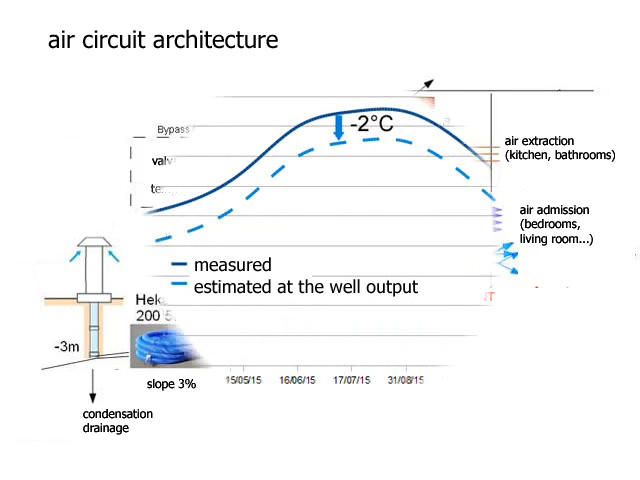 air circuit architecture
Bypass
-2°C
air extraction
(kitchen, bathrooms)
air admission
(bedrooms,
living room...)
measured
estimated at the well output
200
-3m
slope 3%
15/05/15 16/06/15 17/07/15 31/08/15
condensation
drainage